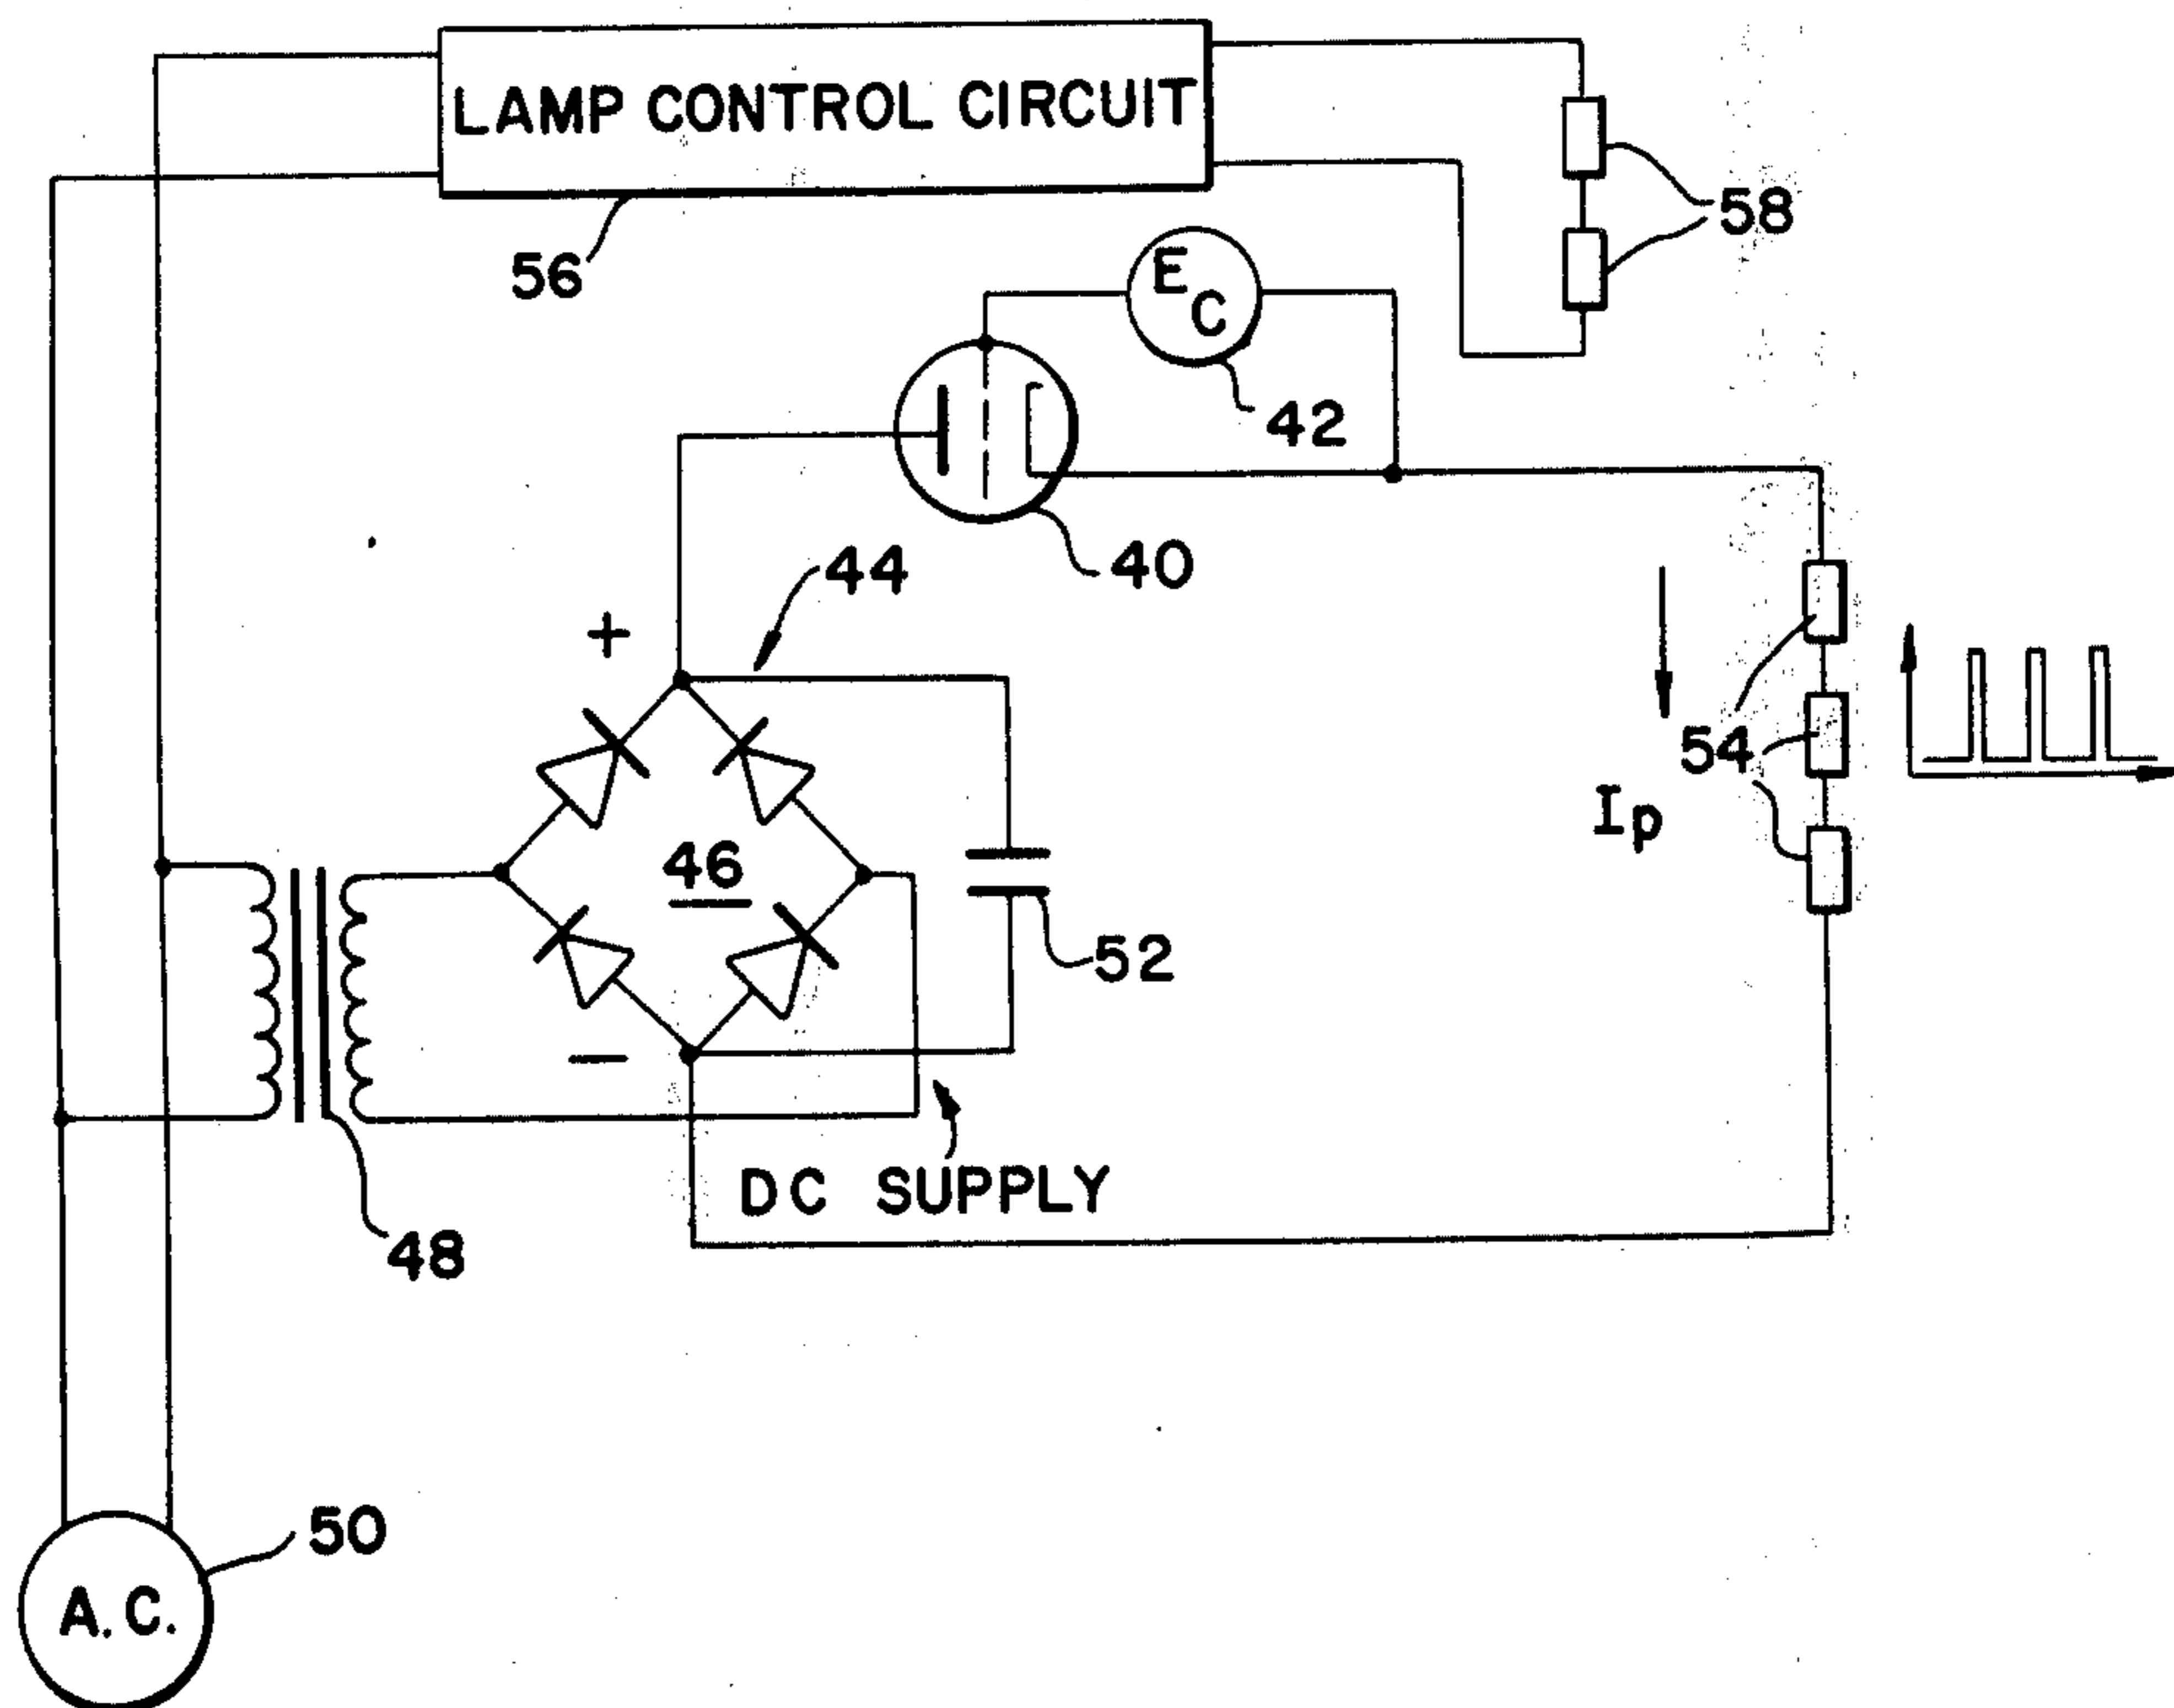 LAMP CONTROL CIRCUIT
58
56
E
C
42
40
44
+
54
Ip
46
52
−
DC SUPPLY
48
50
A.C.